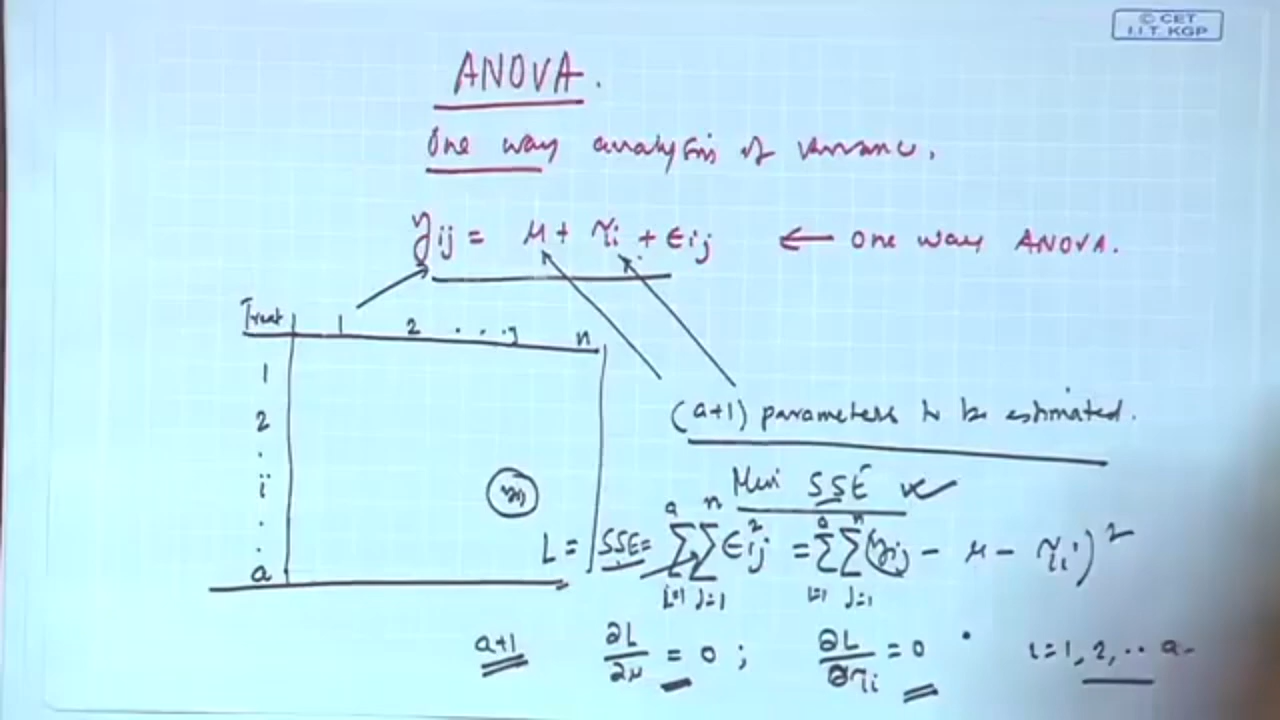 © CET
I.I.T. KGP
ANOVA.
One way analysis of variance.
yij = μ + τi + εij ← one way ANOVA.
Treat 1 2 . . . j n
1
2
.
i
.
.
a
yij
(a+1) parameters to be estimated.
Mini SSE
L = SSE = ∑_{i=1}^{a} ∑_{j=1}^{n} εij² = ∑_{i=1}^{a} ∑_{j=1}^{n} (yij − μ − τi)²
a+1 ∂L/∂μ = 0 ; ∂L/∂τi = 0 i=1, 2, .. a.